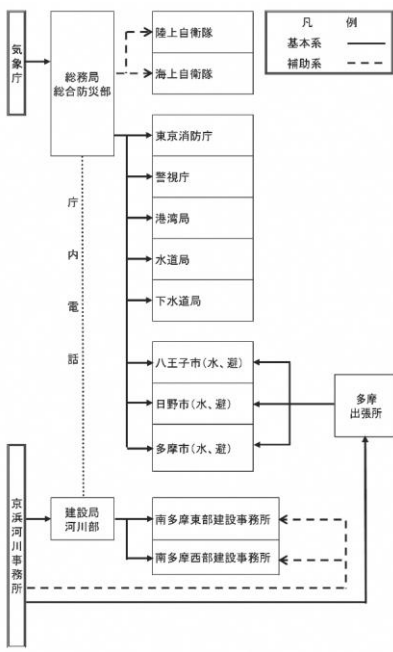 気象庁
総務局
総合防災部
陸上自衛隊
海上自衛隊
凡　例
基本系
補助系
東京消防庁
警視庁
港湾局
水道局
下水道局
庁内電話
八王子市(水、避)
日野市(水、避)
多摩市(水、避)
多摩
出張所
京浜河川事務所
建設局
河川部
南多摩東部建設事務所
南多摩西部建設事務所